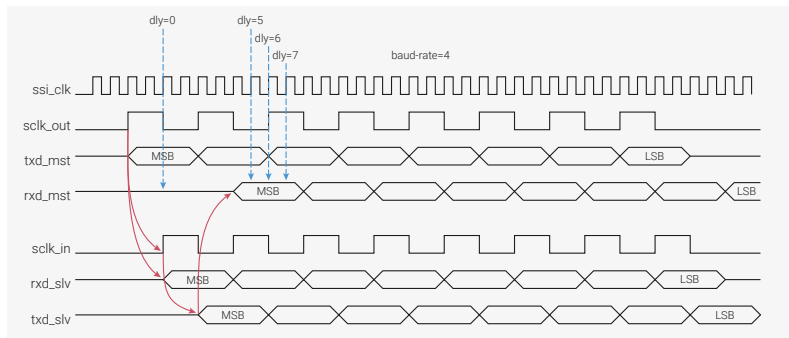 dly=0
dly=5
dly=6
dly=7
baud-rate=4
ssi_clk
sclk_out
txd_mst MSB LSB
rxd_mst MSB LSB
sclk_in
rxd_slv MSB LSB
txd_slv MSB LSB